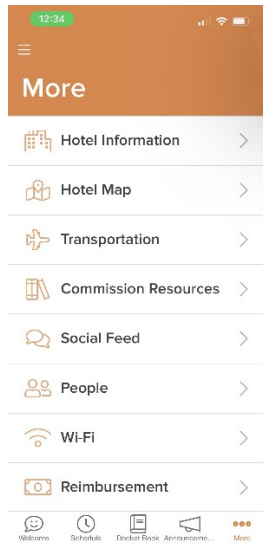 12:34
More
Hotel Information
Hotel Map
Transportation
Commission Resources
Social Feed
People
Wi-Fi
Reimbursement
Welcome Schedule Docket Book Announceme... More